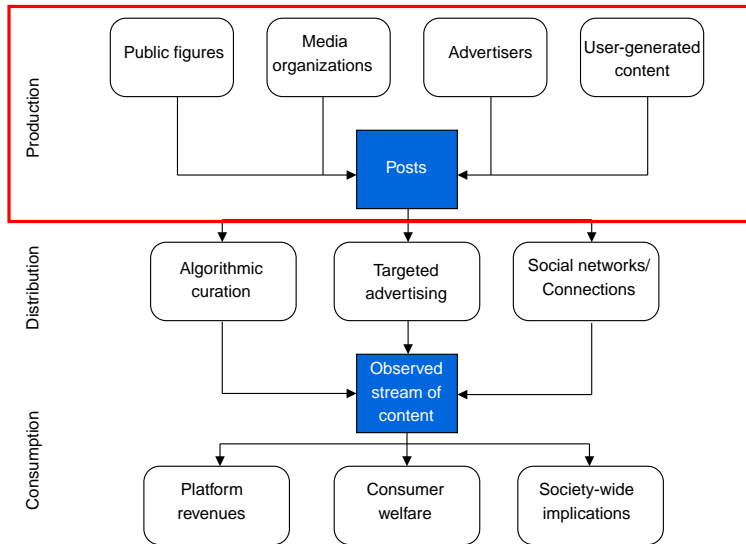 Production
Public figures
Media
organizations
Advertisers
User-generated
content
Posts
Distribution
Algorithmic
curation
Targeted
advertising
Social networks/
Connections
Observed
stream of
content
Consumption
Platform
revenues
Consumer
welfare
Society-wide
implications